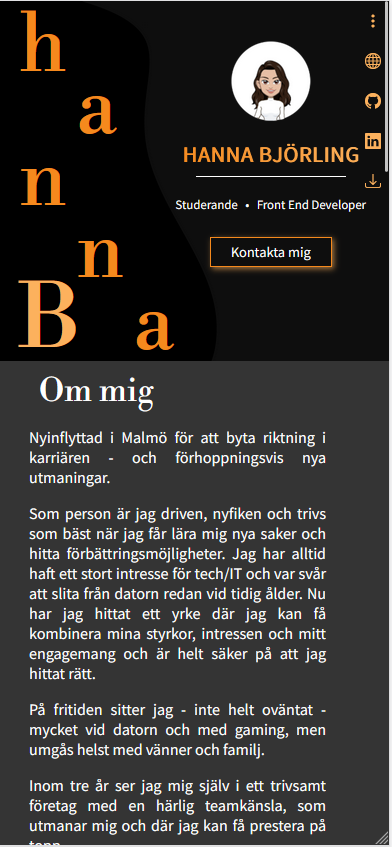 h
a
n
n
B
a
HANNA BJÖRLING
Studerande • Front End Developer
Kontakta mig
Om mig
Nyinflyttad i Malmö för att byta riktning i
karriären - och förhoppningsvis nya
utmaningar.
Som person är jag driven, nyfiken och trivs
som bäst när jag får lära mig nya saker och
hitta förbättringsmöjligheter. Jag har alltid
haft ett stort intresse för tech/IT och var svår
att slita från datorn redan vid tidig ålder. Nu
har jag hittat ett yrke där jag kan få
kombinera mina styrkor, intressen och mitt
engagemang och är helt säker på att jag
hittat rätt.
På fritiden sitter jag - inte helt oväntat -
mycket vid datorn och med gaming, men
umgås helst med vänner och familj.
Inom tre år ser jag mig själv i ett trivsamt
företag med en härlig teamkänsla, som
utmanar mig och där jag kan få prestera på